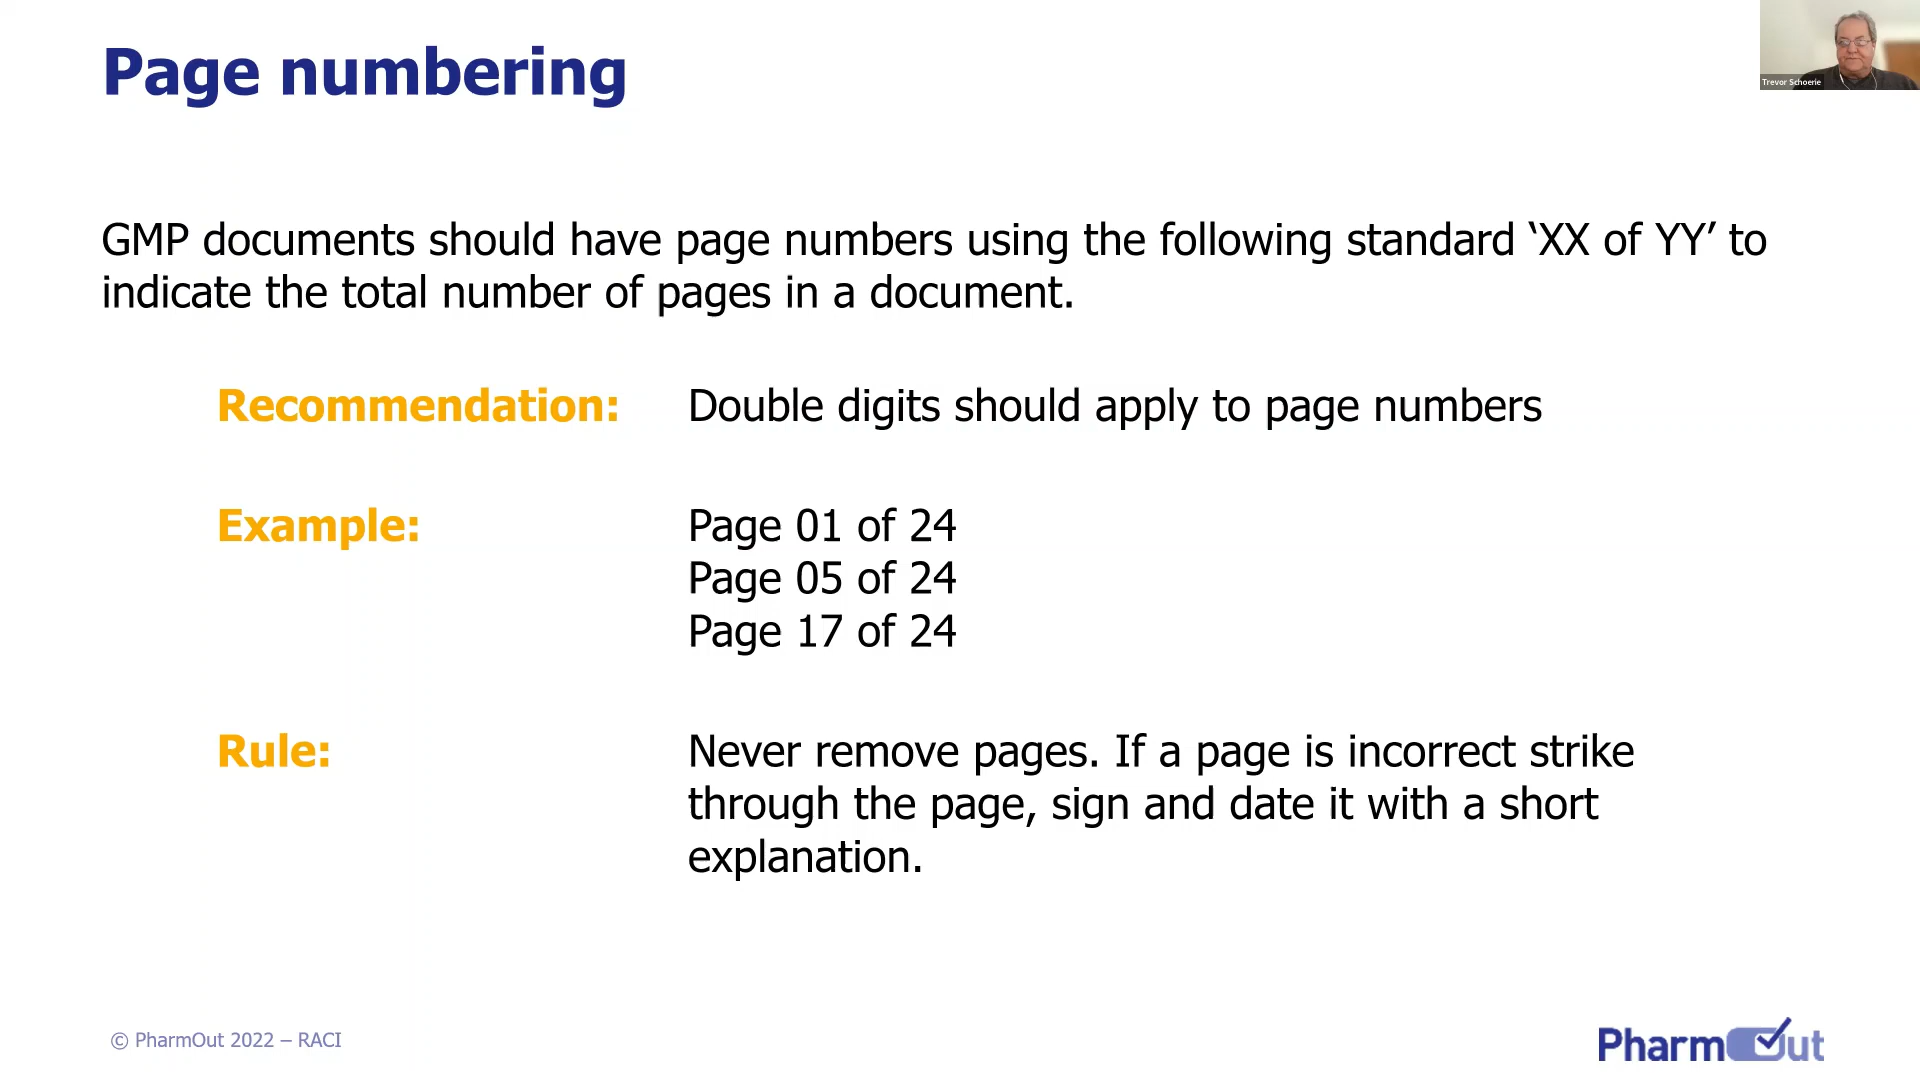 Page numbering
Trevor Schoerie
GMP documents should have page numbers using the following standard ‘XX of YY’ to
indicate the total number of pages in a document.
Recommendation: Double digits should apply to page numbers
Example: Page 01 of 24
Page 05 of 24
Page 17 of 24
Rule: Never remove pages. If a page is incorrect strike
through the page, sign and date it with a short
explanation.
© PharmOut 2022 – RACI
PharmOut